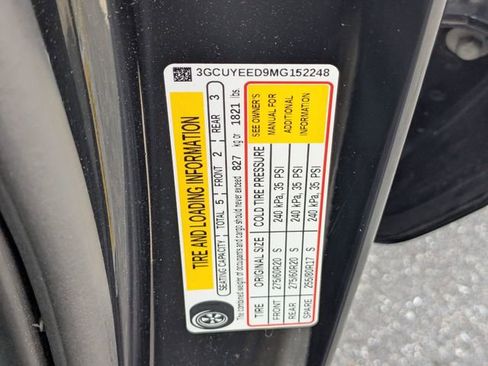 3GCUYEED9MG152248
TIRE AND LOADING INFORMATION
SEATING CAPACITY TOTAL 5 FRONT 2 REAR 3
The combined weight of occupants and cargo should never exceed 827 kg or 1821 lbs.
TIRE ORIGINAL SIZE COLD TIRE PRESSURE
FRONT 275/60R20 S 240 kPa, 35 PSI
REAR 275/60R20 S 240 kPa, 35 PSI
SPARE 255/80R17 S 240 kPa, 35 PSI
SEE OWNER'S
MANUAL FOR
ADDITIONAL
INFORMATION